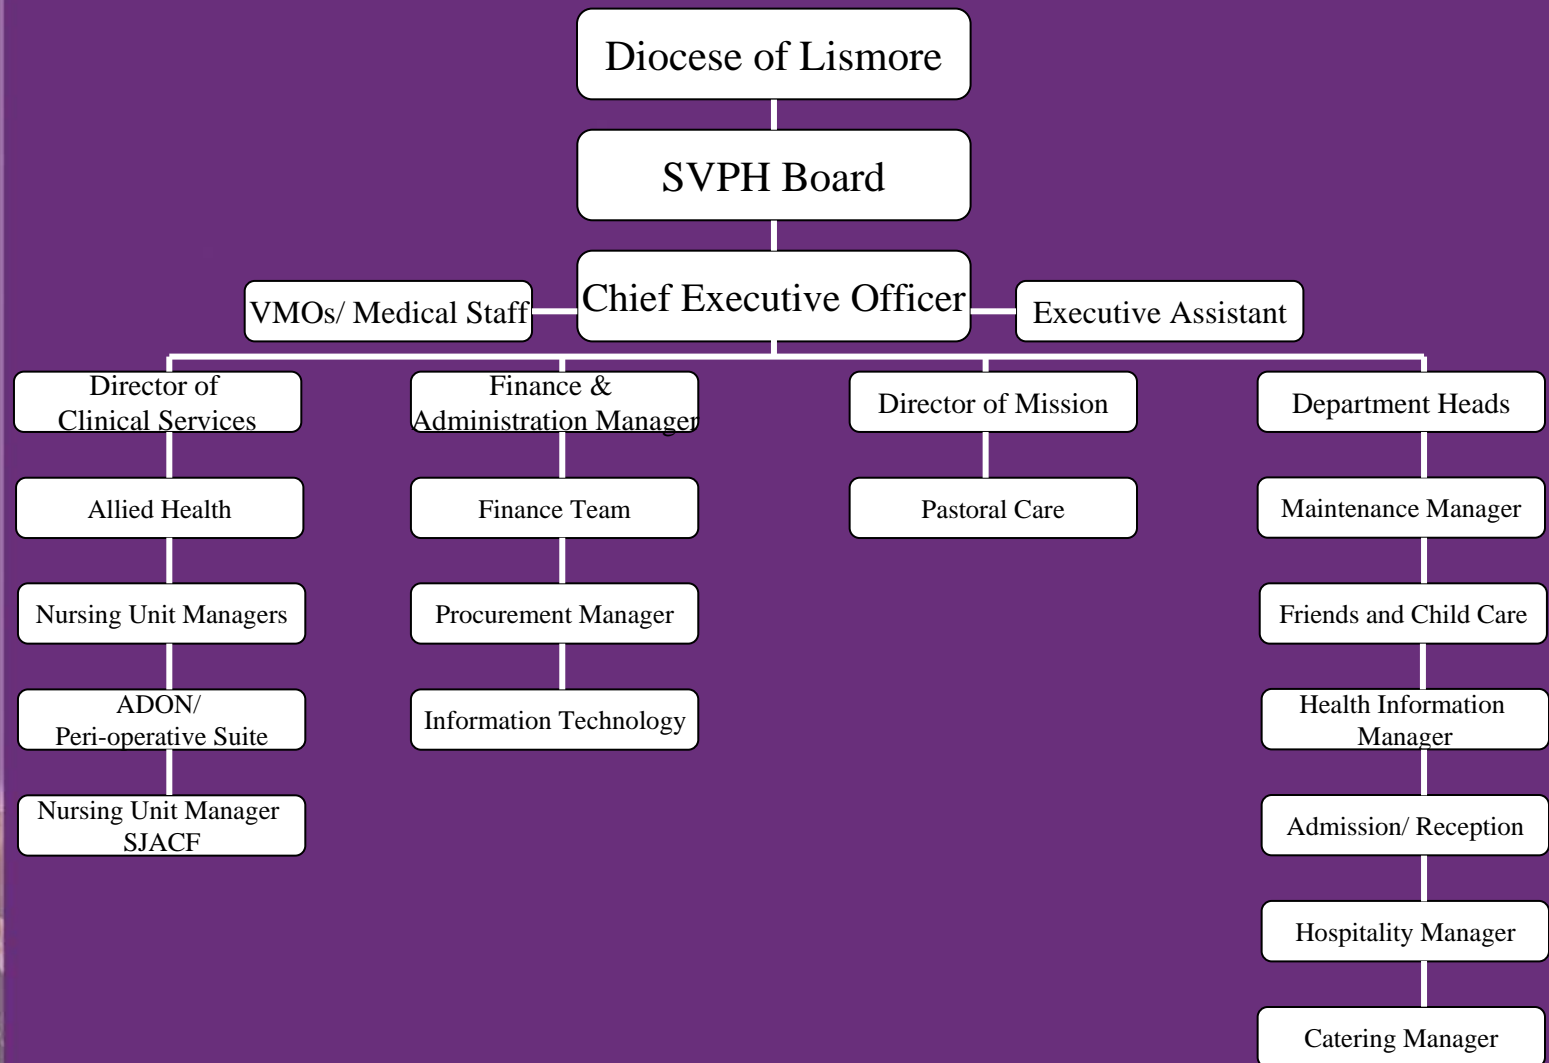 Diocese of Lismore
SVPH Board
Chief Executive Officer
VMOs/ Medical Staff
Executive Assistant
Director of
Clinical Services
Allied Health
Nursing Unit Managers
ADON/
Peri-operative Suite
Nursing Unit Manager
SJACF
Finance &
Administration Manager
Finance Team
Procurement Manager
Information Technology
Director of Mission
Pastoral Care
Department Heads
Maintenance Manager
Friends and Child Care
Health Information
Manager
Admission/ Reception
Hospitality Manager
Catering Manager